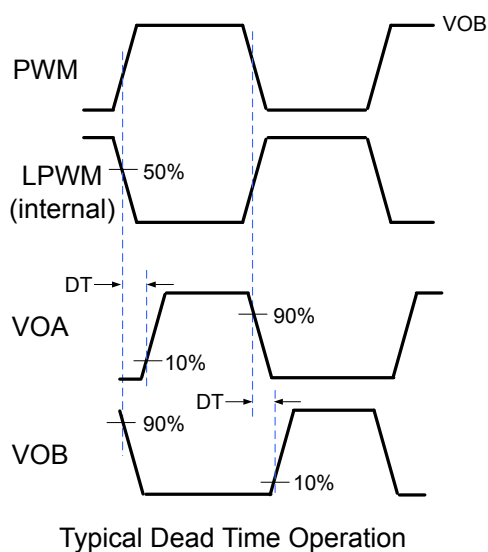 VOB
PWM
50%
LPWM
(internal)
DT
VOA
90%
10%
DT
90%
VOB
10%
Typical Dead Time Operation